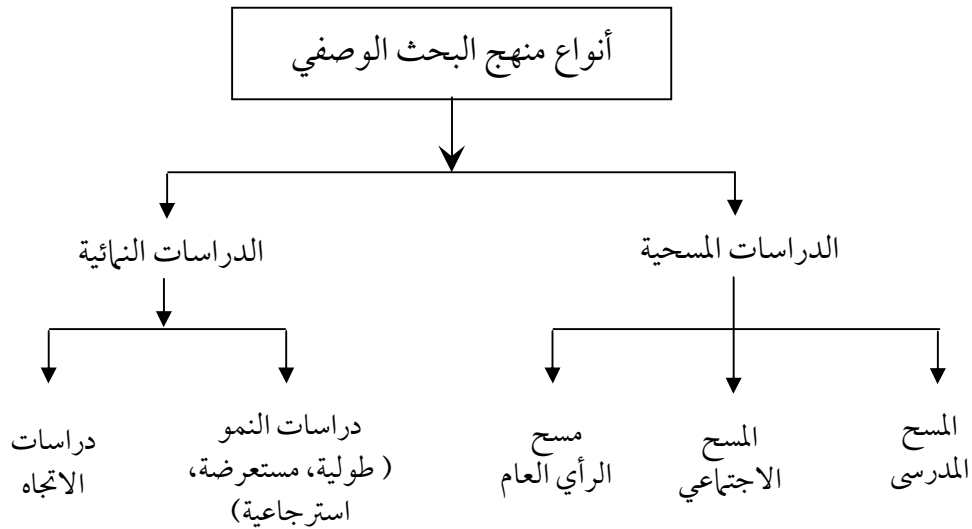 أنواع منهج البحث الوصفي
الدراسات المسحية
الدراسات النمائية
المسح
المدرسى
المسح
الاجتماعي
مسح
الرأي العام
دراسات النمو
( طولية، مستعرضة،
استرجاعية)
دراسات
الاتجاه